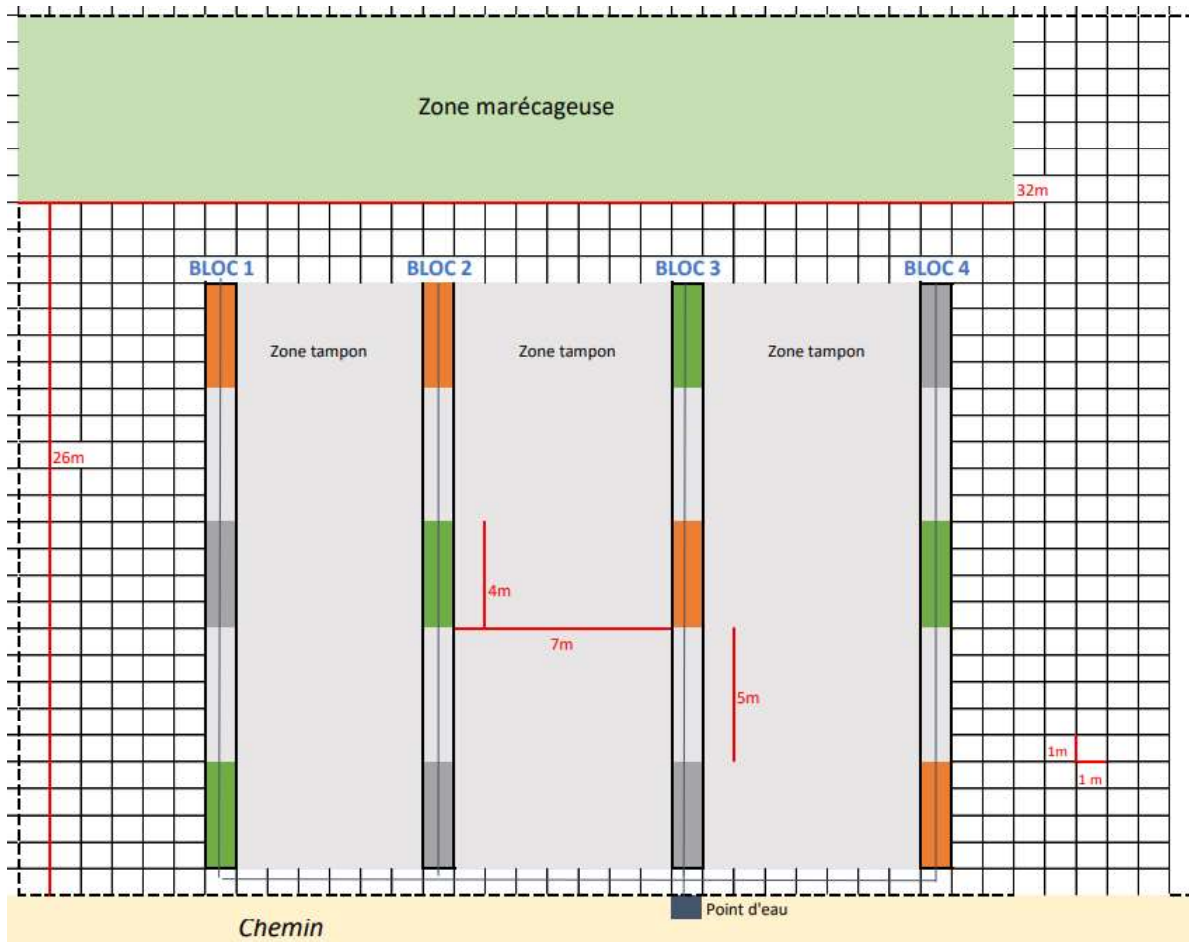 Zone marécageuse
32m
BLOC 1
BLOC 2
BLOC 3
BLOC 4
Zone tampon
Zone tampon
Zone tampon
26m
4m
7m
5m
1m
1 m
Point d'eau
Chemin